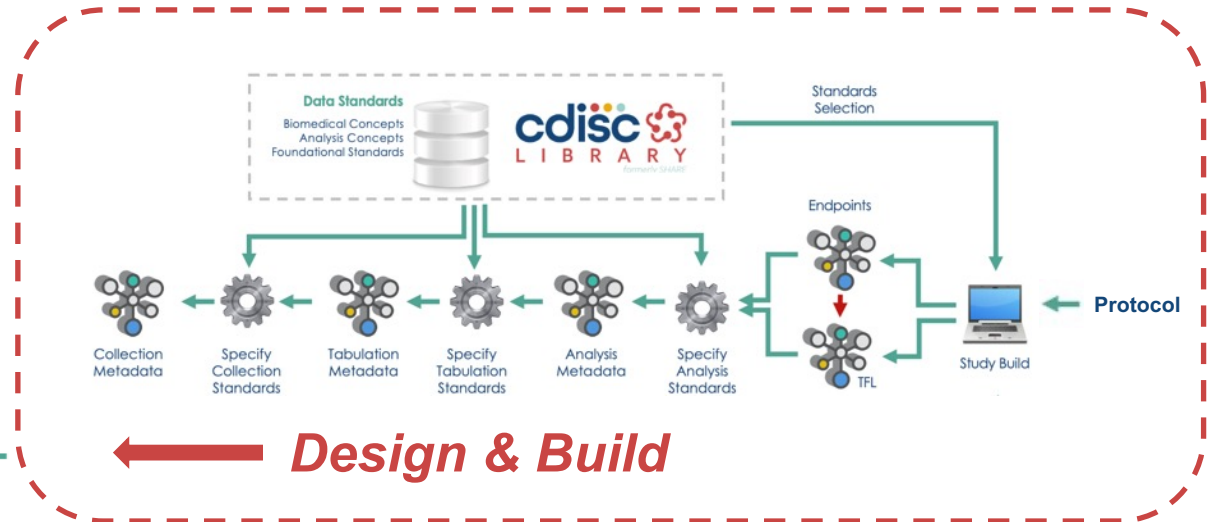 Data Standards
Biomedical Concepts
Analysis Concepts
Foundational Standards
cdisc
LIBRARY
formerly SHARE
Standards
Selection
Endpoints
Protocol
Collection
Metadata
Specify
Collection
Standards
Tabulation
Metadata
Specify
Tabulation
Standards
Analysis
Metadata
Specify
Analysis
Standards
TFL
Study Build
Design & Build